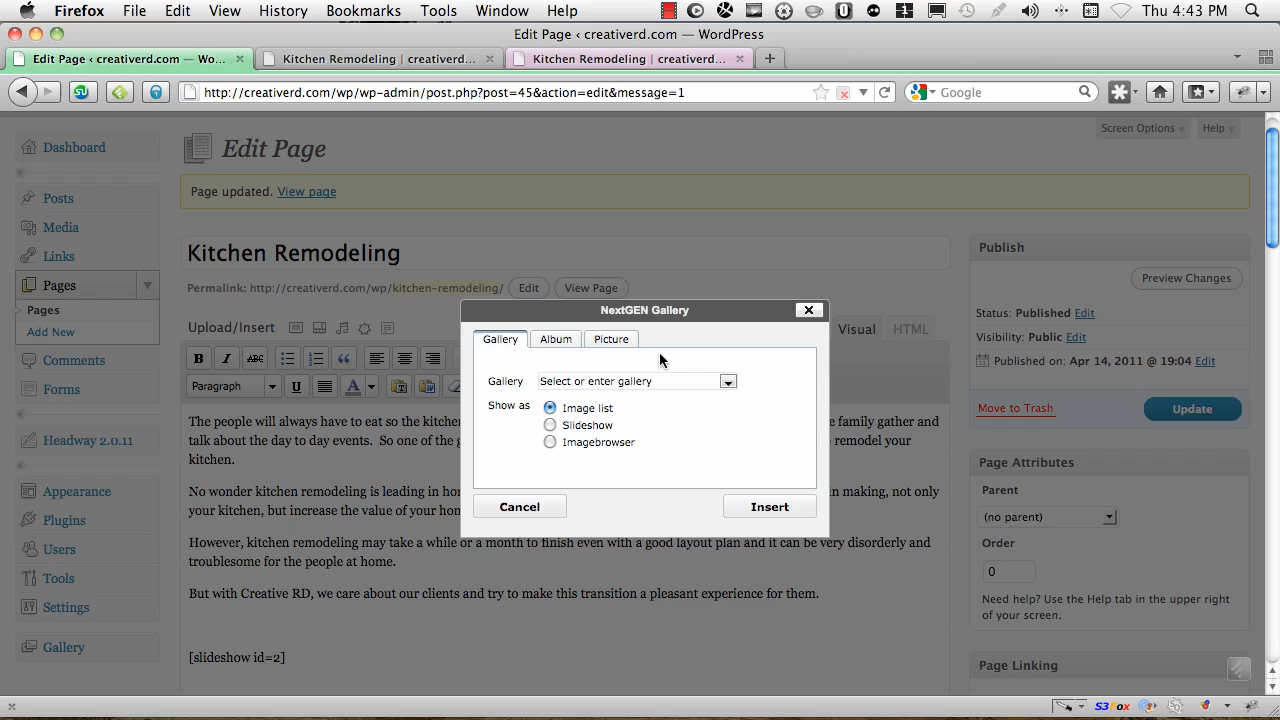 Firefox File Edit View History Bookmarks Tools Window Help Thu 4:43 PM
Edit Page ‹ creativerd.com — WordPress
Edit Page ‹ creativerd.com — Wo... Kitchen Remodeling | creativerd... Kitchen Remodeling | creativerd...
http://creativerd.com/wp/wp-admin/post.php?post=45&action=edit&message=1 Google
Screen Options Help
Dashboard
Edit Page
Page updated. View page
Posts
Media
Links
Pages
Pages
Add New
Comments
Forms
Headway 2.0.11
Appearance
Plugins
Users
Tools
Settings
Gallery
Kitchen Remodeling
Permalink: http://creativerd.com/wp/kitchen-remodeling/ Edit View Page
Upload/Insert Visual HTML
B I ABC
Paragraph U A T W
The people will always have to eat so the kitchen e family gather and
talk about the day to day events. So one of the g remodel your
kitchen.
No wonder kitchen remodeling is leading in hom in making, not only
your kitchen, but increase the value of your hom
However, kitchen remodeling may take a while or a month to finish even with a good layout plan and it can be very disorderly and
troublesome for the people at home.
But with Creative RD, we care about our clients and try to make this transition a pleasant experience for them.
[slideshow id=2]
NextGEN Gallery
Gallery Album Picture
Gallery Select or enter gallery
Show as Image list
Slideshow
Imagebrowser
Cancel Insert
Publish
Preview Changes
Status: Published Edit
Visibility: Public Edit
Published on: Apr 14, 2011 @ 19:04 Edit
Move to Trash Update
Page Attributes
Parent
(no parent)
Order
0
Need help? Use the Help tab in the upper right
of your screen.
Page Linking
S3Fox